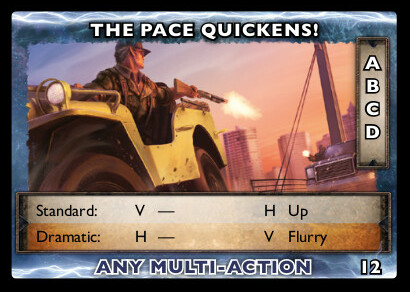 THE PACE QUICKENS!
A
B
C
D
Standard: V — H Up
Dramatic: H — V Flurry
ANY MULTI-ACTION 12